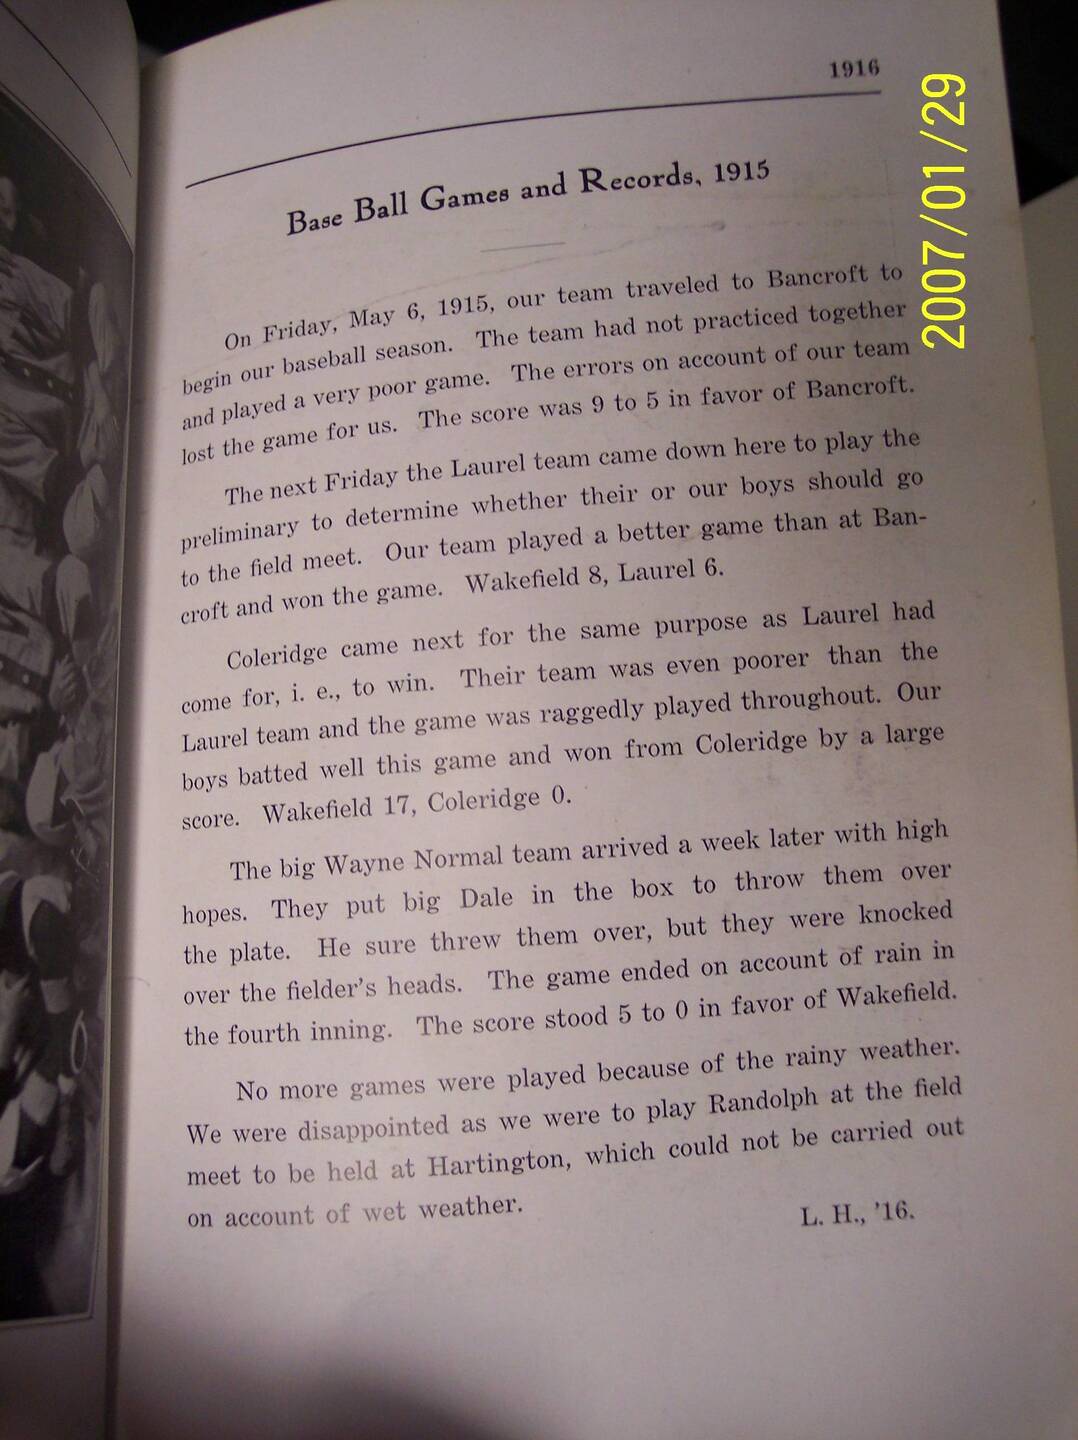 1916
Base Ball Games and Records, 1915
On Friday, May 6, 1915, our team traveled to Bancroft to
begin our baseball season. The team had not practiced together
and played a very poor game. The errors on account of our team
lost the game for us. The score was 9 to 5 in favor of Bancroft.
The next Friday the Laurel team came down here to play the
preliminary to determine whether their or our boys should go
to the field meet. Our team played a better game than at Ban-
croft and won the game. Wakefield 8, Laurel 6.
Coleridge came next for the same purpose as Laurel had
come for, i. e., to win. Their team was even poorer than the
Laurel team and the game was raggedly played throughout. Our
boys batted well this game and won from Coleridge by a large
score. Wakefield 17, Coleridge 0.
The big Wayne Normal team arrived a week later with high
hopes. They put big Dale in the box to throw them over
the plate. He sure threw them over, but they were knocked
over the fielder's heads. The game ended on account of rain in
the fourth inning. The score stood 5 to 0 in favor of Wakefield.
No more games were played because of the rainy weather.
We were disappointed as we were to play Randolph at the field
meet to be held at Hartington, which could not be carried out
on account of wet weather.
L. H., '16.
2007/01/29